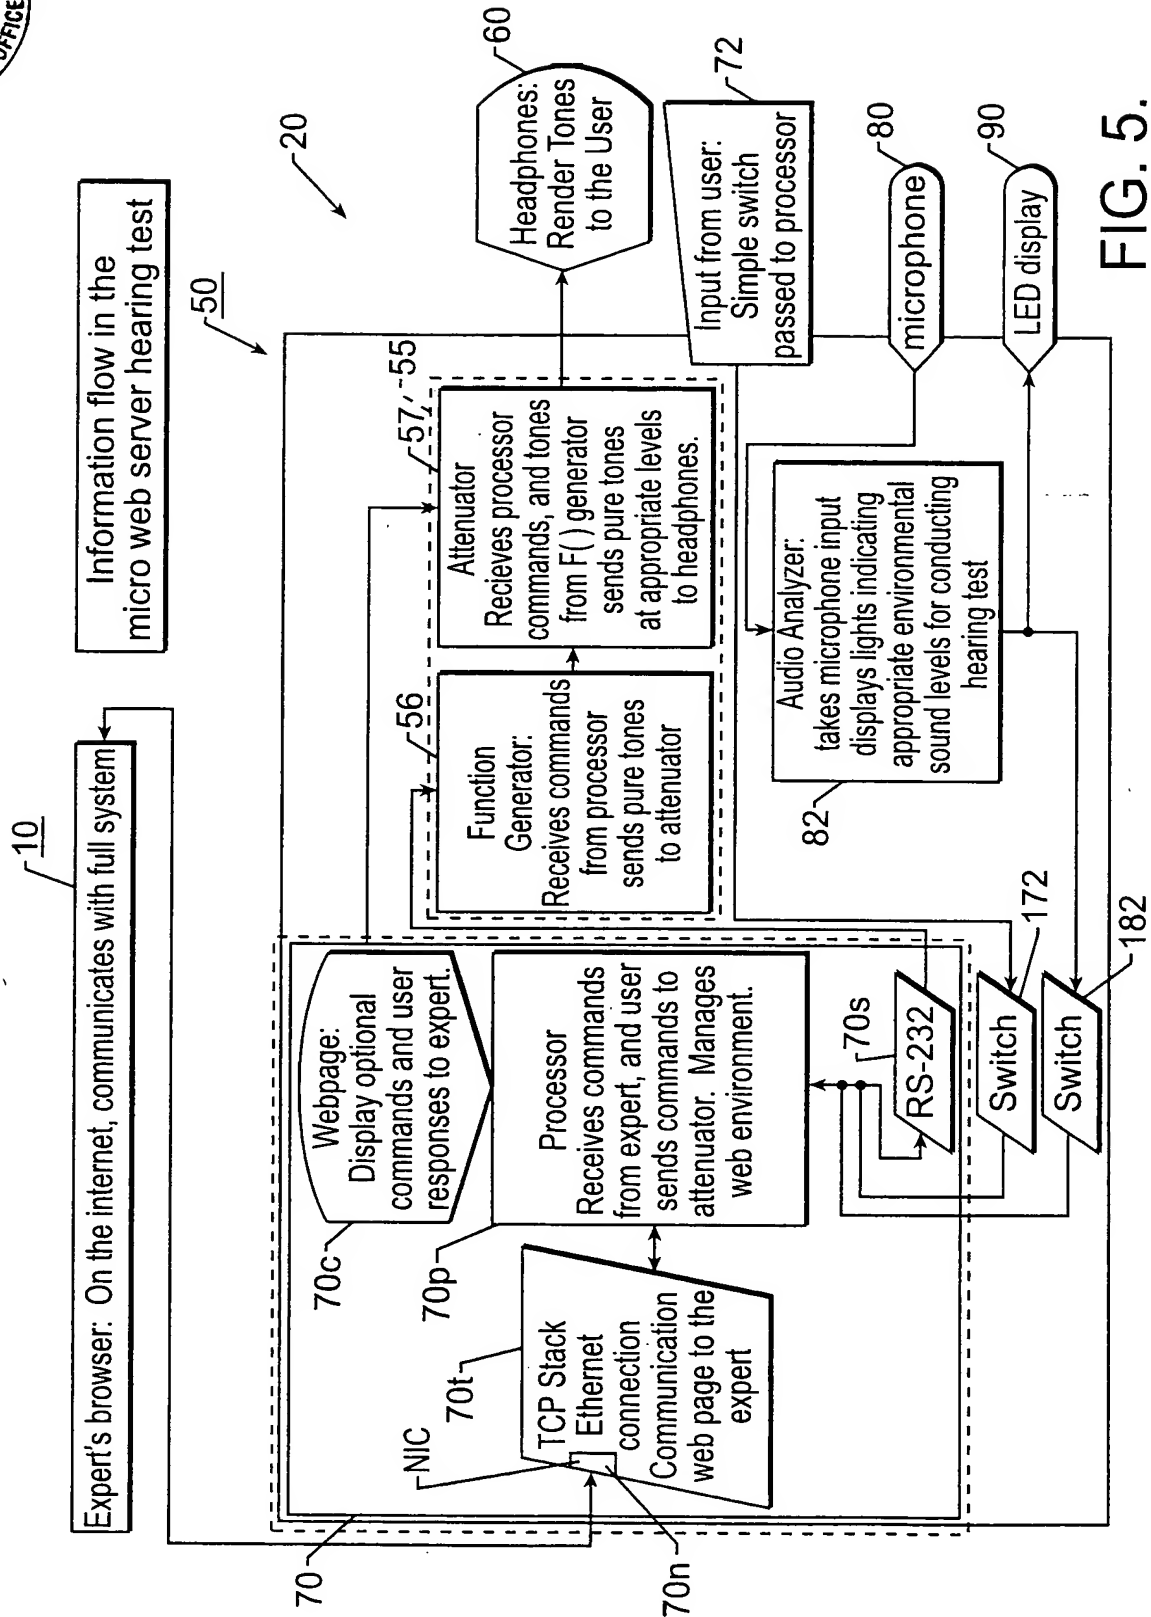 OFFICE
Information flow in the
micro web server hearing test
10
Expert's browser: On the internet, communicates with full system
50
20
70
70c
Webpage:
Display optional
commands and user
responses to expert.
70p
Processor
Receives commands
from expert, and user
sends commands to
attenuator. Manages
web environment.
NIC
70t
70n
TCP Stack
Ethernet
connection
Communication
web page to the
expert
70s
RS-232
Switch
172
Switch
182
56
Function
Generator:
Receives commands
from processor
sends pure tones
to attenuator
57
55
Attenuator
Recieves processor
commands, and tones
from F( ) generator
sends pure tones
at appropriate levels
to headphones.
60
Headphones:
Render Tones
to the User
72
Input from user:
Simple switch
passed to processor
82
Audio Analyzer:
takes microphone input
displays lights indicating
appropriate environmental
sound levels for conducting
hearing test
80
microphone
90
LED display
FIG. 5.